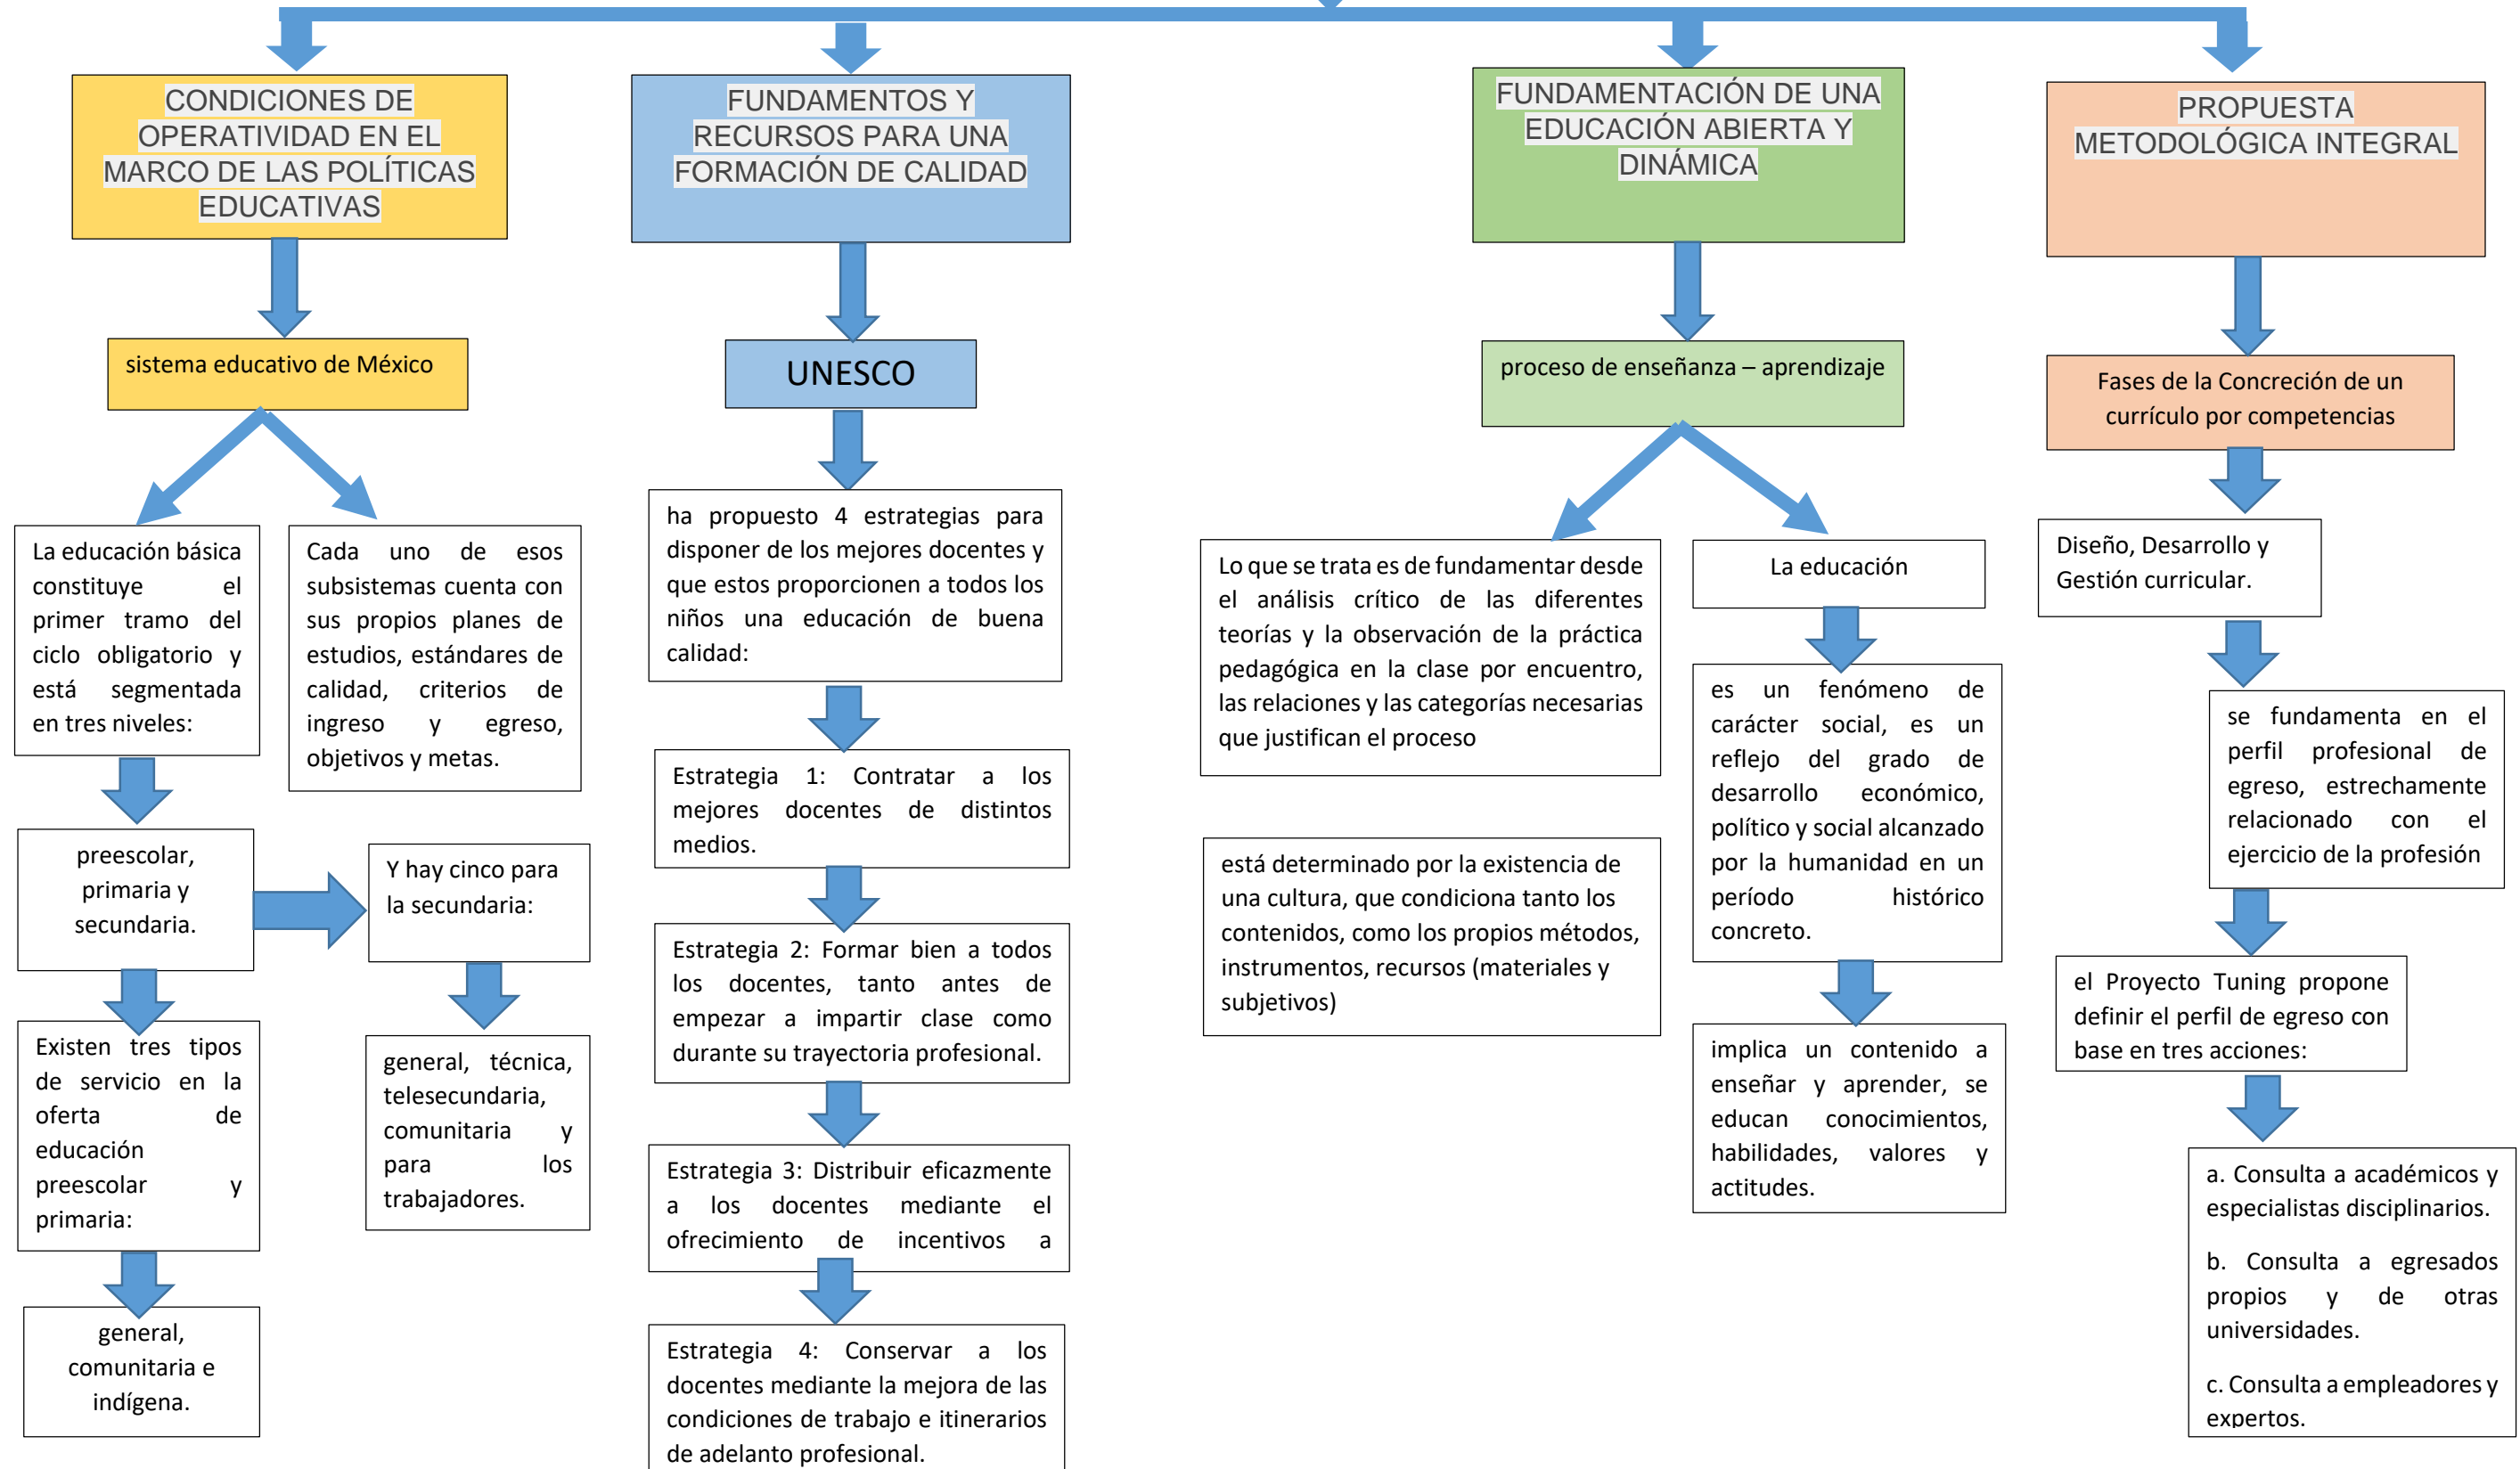 CONDICIONES DE
OPERATIVIDAD EN EL
MARCO DE LAS POLÍTICAS
EDUCATIVAS
sistema educativo de México
La educación básica
constituye el
primer tramo del
ciclo obligatorio y
está segmentada
en tres niveles:
Cada uno de esos
subsistemas cuenta con
sus propios planes de
estudios, estándares de
calidad, criterios de
ingreso y egreso,
objetivos y metas.
preescolar,
primaria y
secundaria.
Y hay cinco para
la secundaria:
Existen tres tipos
de servicio en la
oferta de
educación
preescolar y
primaria:
general, técnica,
telesecundaria,
comunitaria y
para los
trabajadores.
general,
comunitaria e
indígena.
FUNDAMENTOS Y
RECURSOS PARA UNA
FORMACIÓN DE CALIDAD
UNESCO
ha propuesto 4 estrategias para
disponer de los mejores docentes y
que estos proporcionen a todos los
niños una educación de buena
calidad:
Estrategia 1: Contratar a los
mejores docentes de distintos
medios.
Estrategia 2: Formar bien a todos
los docentes, tanto antes de
empezar a impartir clase como
durante su trayectoria profesional.
Estrategia 3: Distribuir eficazmente
a los docentes mediante el
ofrecimiento de incentivos a
Estrategia 4: Conservar a los
docentes mediante la mejora de las
condiciones de trabajo e itinerarios
de adelanto profesional.
FUNDAMENTACIÓN DE UNA
EDUCACIÓN ABIERTA Y
DINÁMICA
proceso de enseñanza – aprendizaje
Lo que se trata es de fundamentar desde
el análisis crítico de las diferentes
teorías y la observación de la práctica
pedagógica en la clase por encuentro,
las relaciones y las categorías necesarias
que justifican el proceso
está determinado por la existencia de
una cultura, que condiciona tanto los
contenidos, como los propios métodos,
instrumentos, recursos (materiales y
subjetivos)
La educación
es un fenómeno de
carácter social, es un
reflejo del grado de
desarrollo económico,
político y social alcanzado
por la humanidad en un
período histórico
concreto.
implica un contenido a
enseñar y aprender, se
educan conocimientos,
habilidades, valores y
actitudes.
PROPUESTA
METODOLÓGICA INTEGRAL
Fases de la Concreción de un
currículo por competencias
Diseño, Desarrollo y
Gestión curricular.
se fundamenta en el
perfil profesional de
egreso, estrechamente
relacionado con el
ejercicio de la profesión
el Proyecto Tuning propone
definir el perfil de egreso con
base en tres acciones:
a. Consulta a académicos y
especialistas disciplinarios.
b. Consulta a egresados
propios y de otras
universidades.
c. Consulta a empleadores y
expertos.